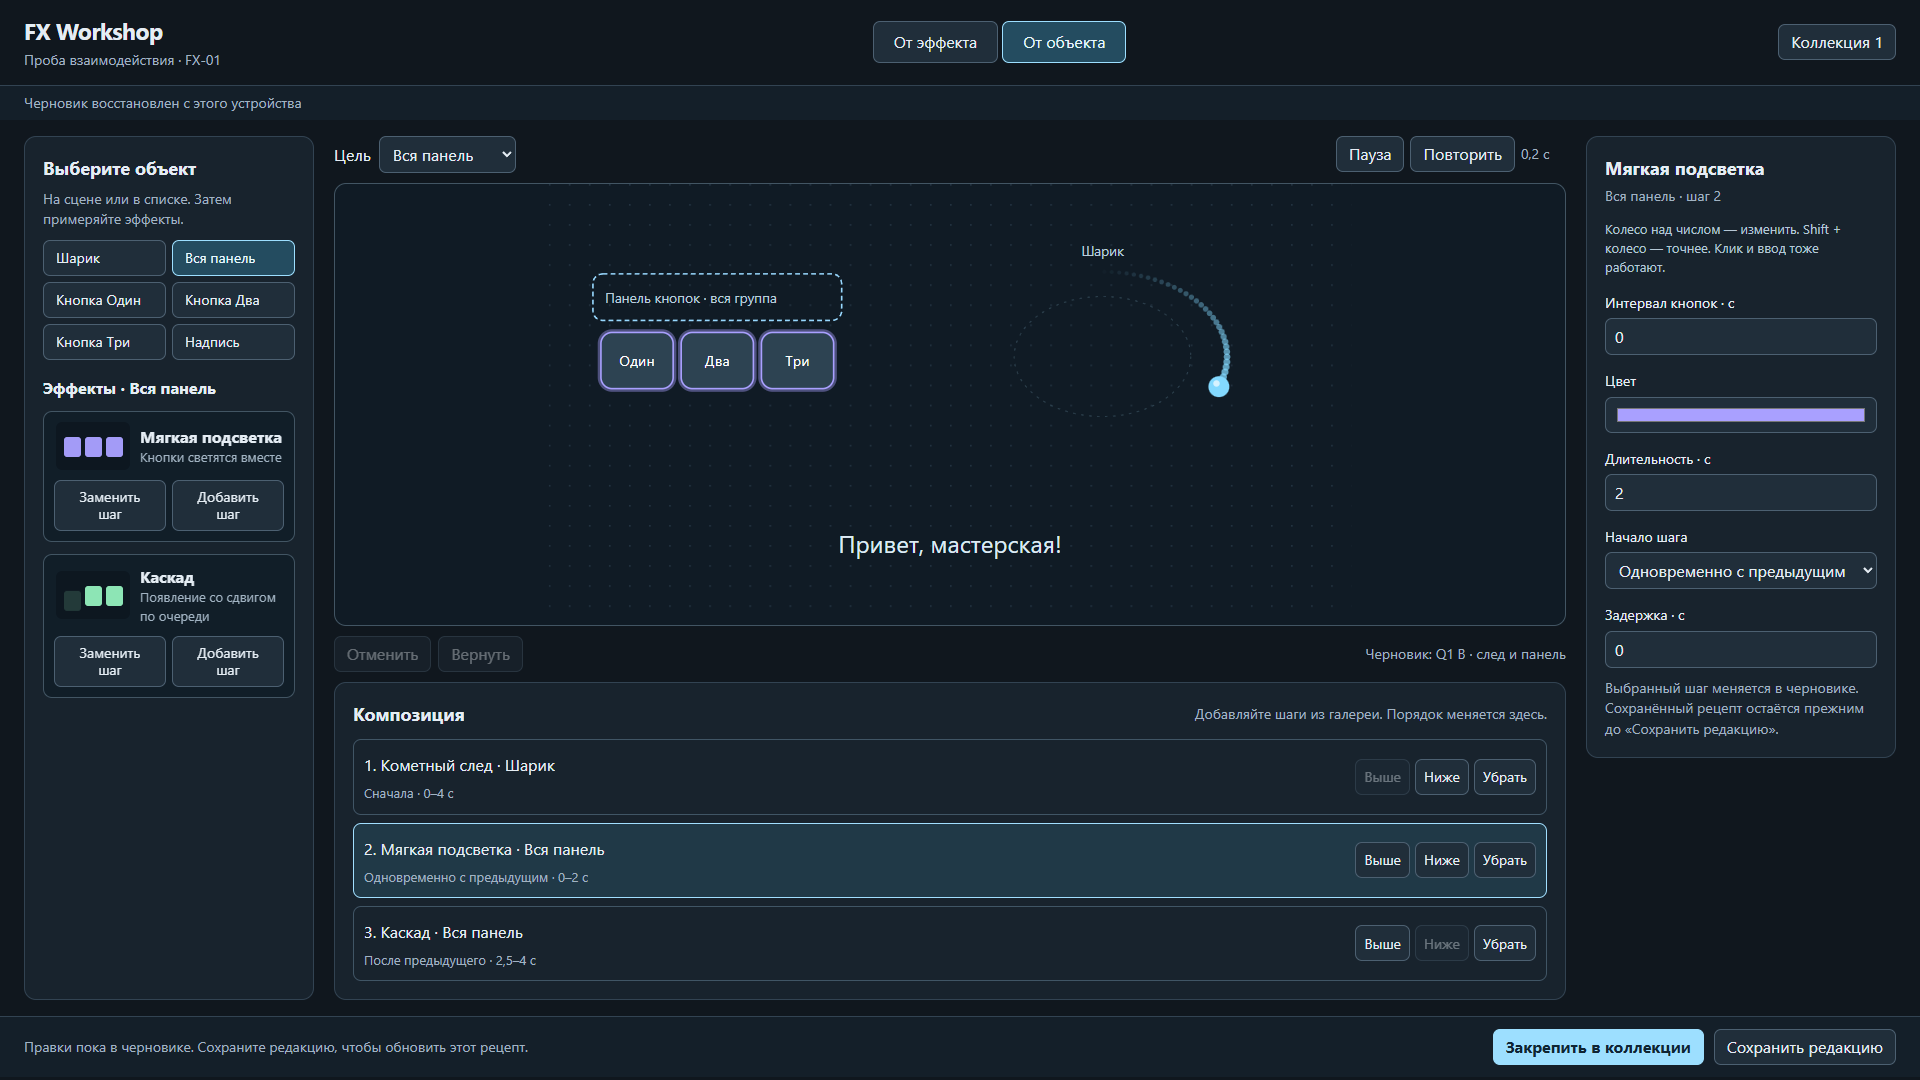 FX Workshop
Проба взаимодействия · FX-01
От эффекта
От объекта
Коллекция 1
Черновик восстановлен с этого устройства
Выберите объект
На сцене или в списке. Затем
примеряйте эффекты.
Шарик
Вся панель
Кнопка Один
Кнопка Два
Кнопка Три
Надпись
Эффекты · Вся панель
Мягкая подсветка
Кнопки светятся вместе
Заменить
шаг
Добавить
шаг
Каскад
Появление со сдвигом
по очереди
Заменить
шаг
Добавить
шаг
Цель
Вся панель
Пауза
Повторить
0,2 с
Шарик
Панель кнопок · вся группа
Один
Два
Три
Привет, мастерская!
Отменить
Вернуть
Черновик: Q1 B · след и панель
Композиция
Добавляйте шаги из галереи. Порядок меняется здесь.
1. Кометный след · Шарик
Сначала · 0–4 с
Выше
Ниже
Убрать
2. Мягкая подсветка · Вся панель
Одновременно с предыдущим · 0–2 с
Выше
Ниже
Убрать
3. Каскад · Вся панель
После предыдущего · 2,5–4 с
Выше
Ниже
Убрать
Мягкая подсветка
Вся панель · шаг 2
Колесо над числом — изменить. Shift +
колесо — точнее. Клик и ввод тоже
работают.
Интервал кнопок · с
0
Цвет
Длительность · с
2
Начало шага
Одновременно с предыдущим
Задержка · с
0
Выбранный шаг меняется в черновике.
Сохранённый рецепт остаётся прежним
до «Сохранить редакцию».
Правки пока в черновике. Сохраните редакцию, чтобы обновить этот рецепт.
Закрепить в коллекции
Сохранить редакцию